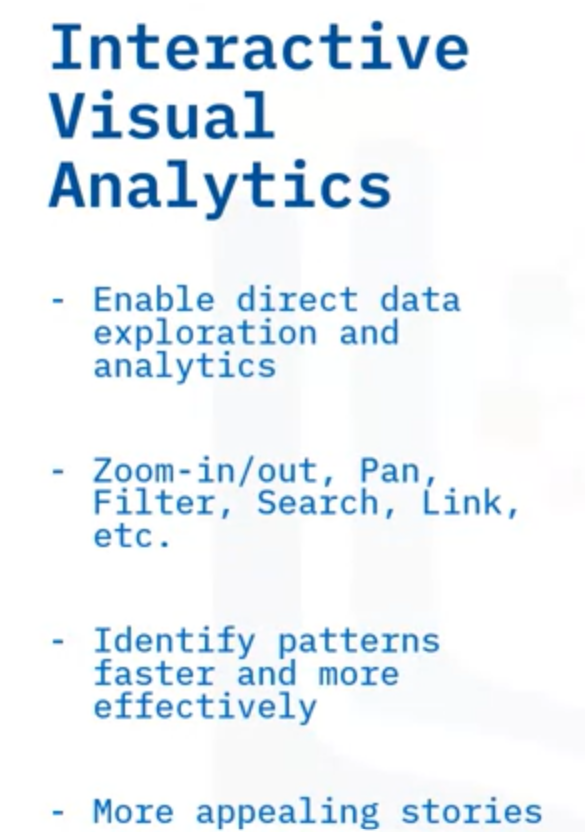 Interactive
Visual
Analytics
- Enable direct data
exploration and
analytics
- Zoom-in/out, Pan,
Filter, Search, Link,
etc.
- Identify patterns
faster and more
effectively
- More appealing stories